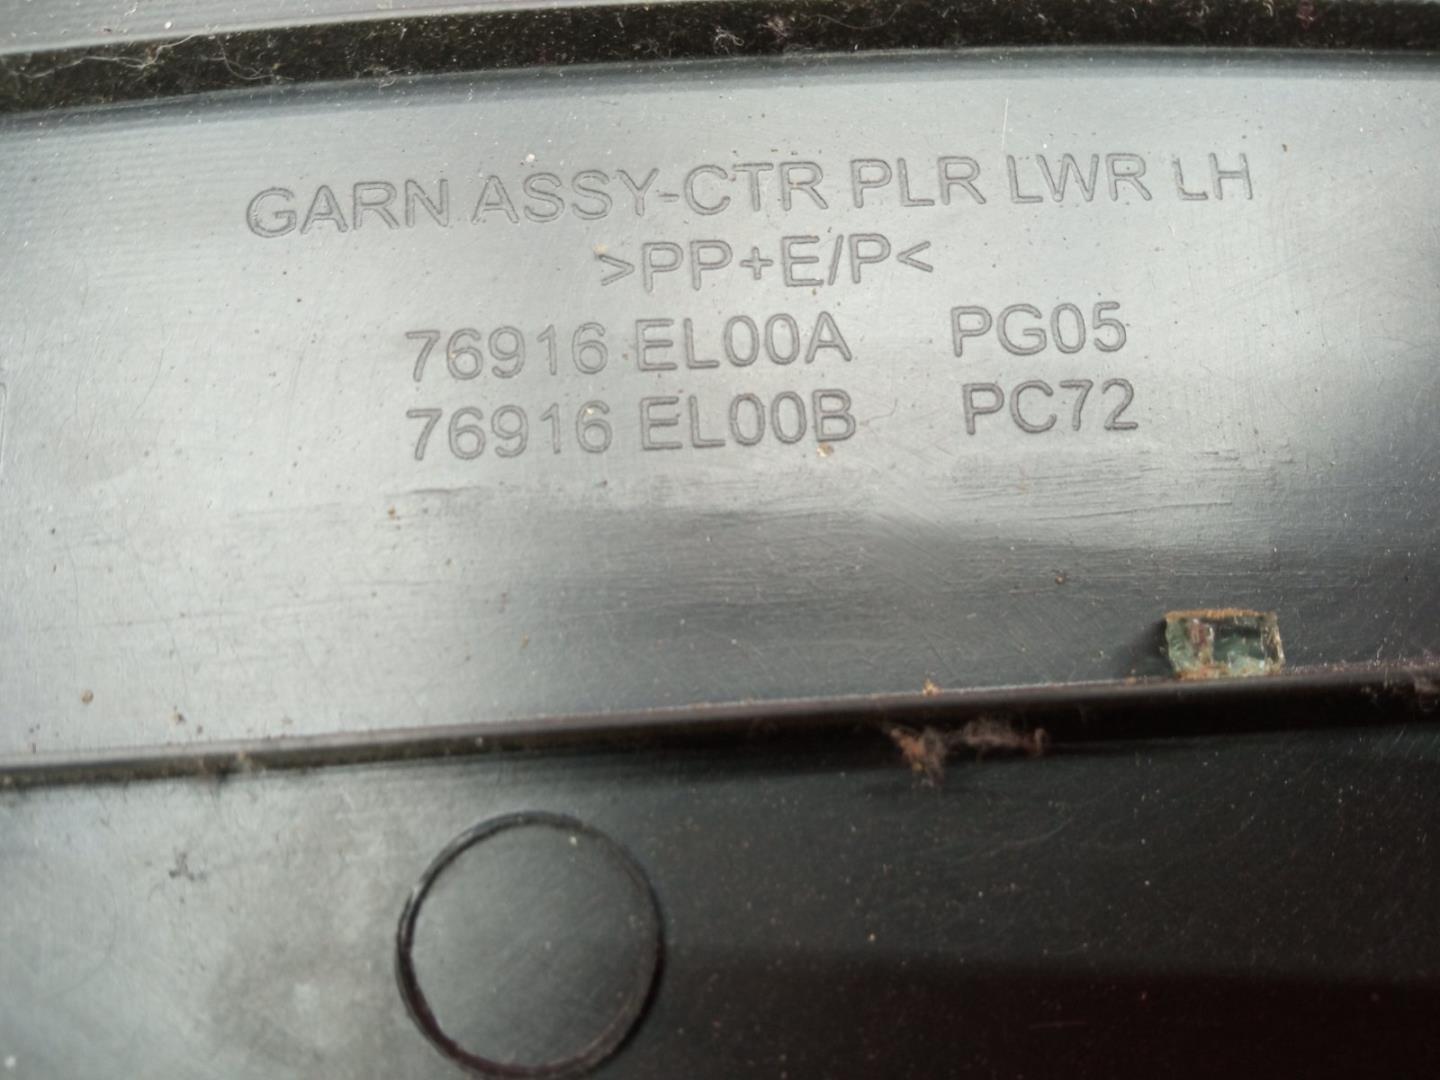 GARN ASSY-CTR PLR LWR LH
>PP+E/P<
76916 EL00A PG05
76916 EL00B PC72